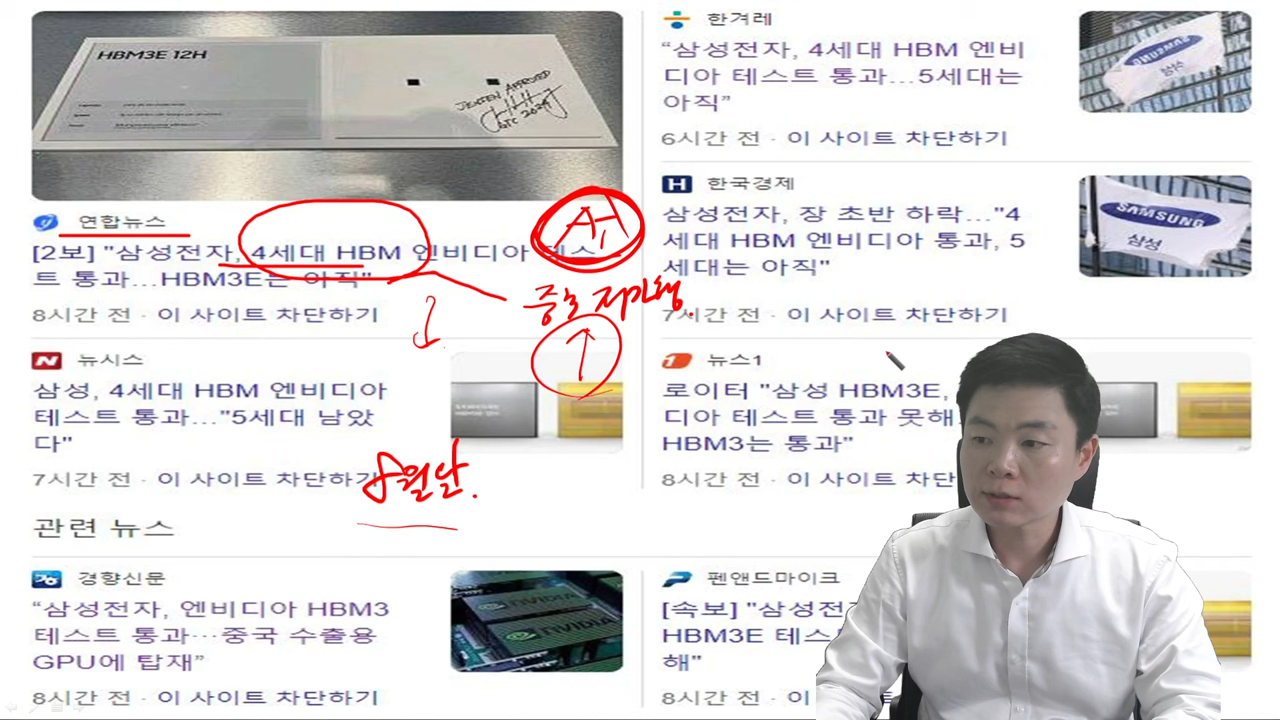 HBM3E 12H
JENSEN APPROVED
GTC 2024
연합뉴스
[2보] "삼성전자, 4세대 HBM 엔비디아 테스
트 통과...HBM3E는 아직"
8시간 전 · 이 사이트 차단하기
AI
중국 저가형.
뉴시스
삼성, 4세대 HBM 엔비디아
테스트 통과..."5세대 남았
다"
7시간 전 · 이 사이트 차단하기
8월달.
한겨레
“삼성전자, 4세대 HBM 엔비
디아 테스트 통과...5세대는
아직”
6시간 전 · 이 사이트 차단하기
SAMSUNG
삼성
한국경제
삼성전자, 장 초반 하락..."4
세대 HBM 엔비디아 통과, 5
세대는 아직"
7시간 전 · 이 사이트 차단하기
SAMSUNG
삼성
뉴스1
로이터 "삼성 HBM3E,
디아 테스트 통과 못해
HBM3는 통과"
8시간 전 · 이 사이트 차단
관련 뉴스
경향신문
“삼성전자, 엔비디아 HBM3
테스트 통과…중국 수출용
GPU에 탑재”
8시간 전 · 이 사이트 차단하기
NVIDIA
NVIDIA
펜앤드마이크
[속보] "삼성전
HBM3E 테스
해"
8시간 전 · 이